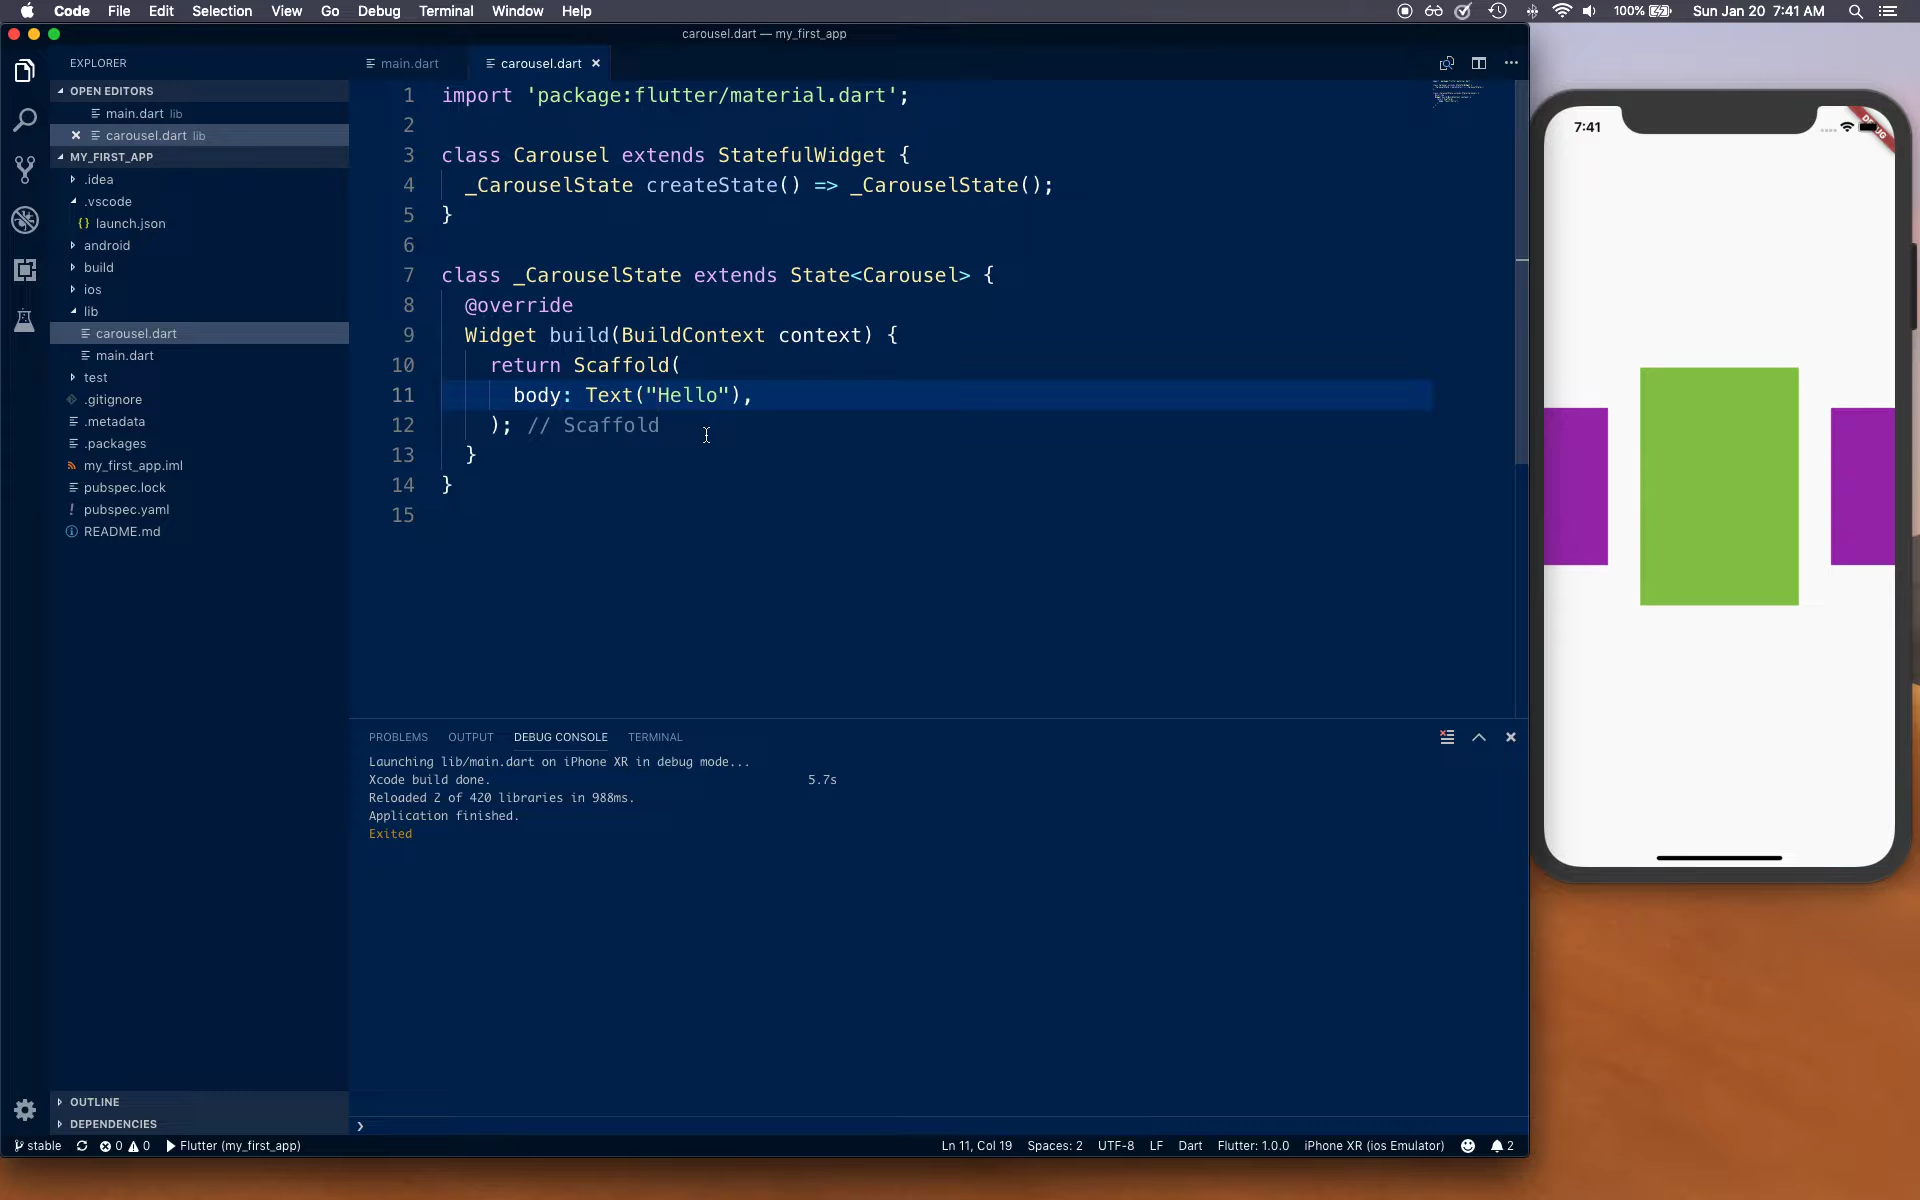 Code File Edit Selection View Go Debug Terminal Window Help
100% Sun Jan 20 7:41 AM
carousel.dart — my_first_app
EXPLORER
OPEN EDITORS
main.dart lib
carousel.dart lib
MY_FIRST_APP
.idea
.vscode
{} launch.json
android
build
ios
lib
carousel.dart
main.dart
test
.gitignore
.metadata
.packages
my_first_app.iml
pubspec.lock
! pubspec.yaml
README.md
OUTLINE
DEPENDENCIES
main.dart carousel.dart
1 import 'package:flutter/material.dart';
2
3 class Carousel extends StatefulWidget {
4 _CarouselState createState() => _CarouselState();
5 }
6
7 class _CarouselState extends State<Carousel> {
8 @override
9 Widget build(BuildContext context) {
10 return Scaffold(
11 body: Text("Hello"),
12 ); // Scaffold
13 }
14 }
15
PROBLEMS OUTPUT DEBUG CONSOLE TERMINAL
Launching lib/main.dart on iPhone XR in debug mode...
Xcode build done. 5.7s
Reloaded 2 of 420 libraries in 988ms.
Application finished.
Exited
stable 0 0 Flutter (my_first_app) Ln 11, Col 19 Spaces: 2 UTF-8 LF Dart Flutter: 1.0.0 iPhone XR (ios Emulator) 2
7:41
DEBUG